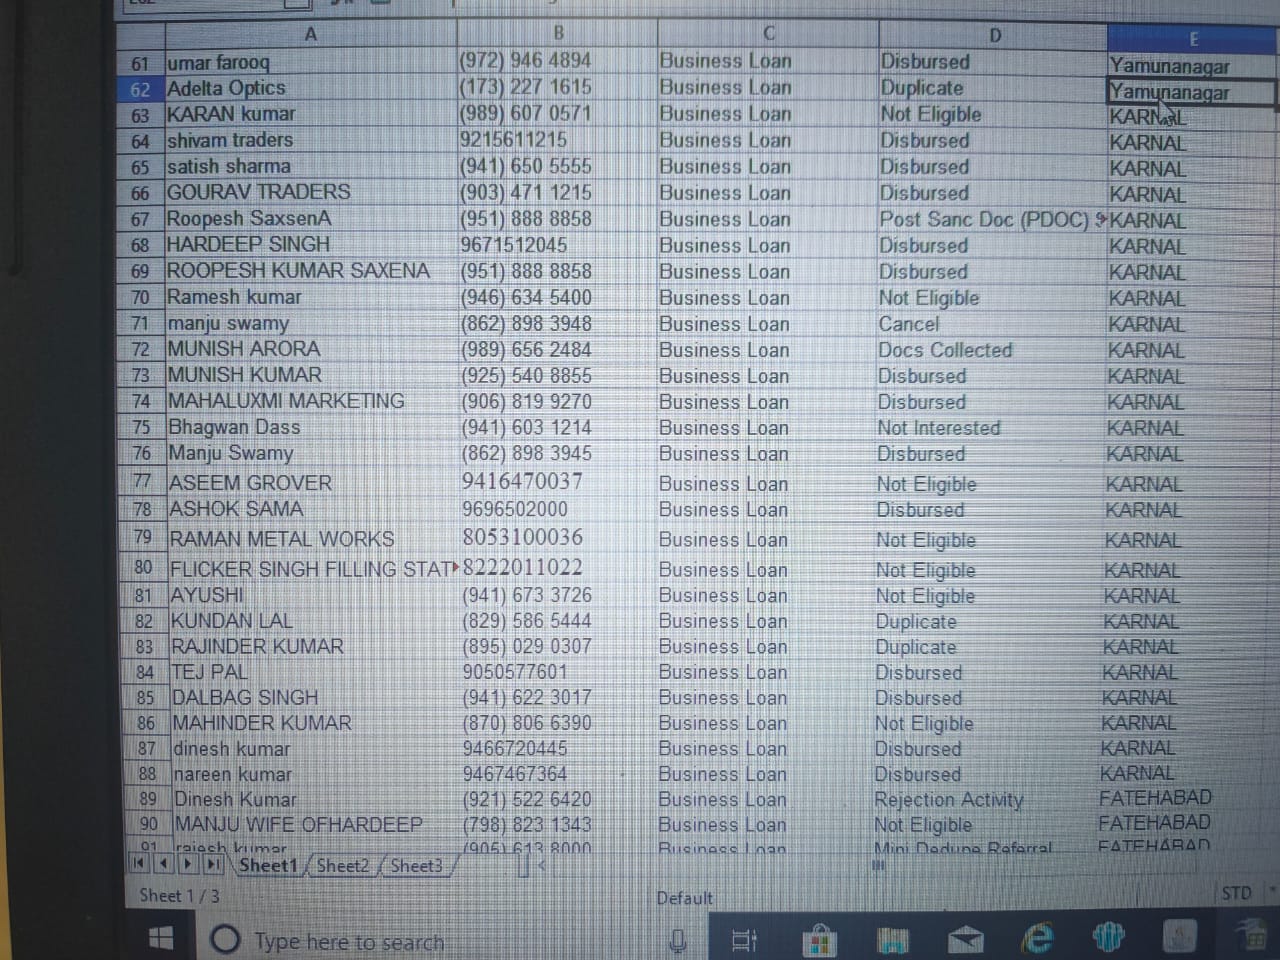 A B C D E
61 umar farooq (972) 946 4894 Business Loan Disbursed Yamunanagar
62 Adelta Optics (173) 227 1615 Business Loan Duplicate Yamunanagar
63 KARAN kumar (989) 607 0571 Business Loan Not Eligible KARNAL
64 shivam traders 9215611215 Business Loan Disbursed KARNAL
65 satish sharma (941) 650 5555 Business Loan Disbursed KARNAL
66 GOURAV TRADERS (903) 471 1215 Business Loan Disbursed KARNAL
67 Roopesh SaxsenA (951) 888 8858 Business Loan Post Sanc Doc (PDOC) KARNAL
68 HARDEEP SINGH 9671512045 Business Loan Disbursed KARNAL
69 ROOPESH KUMAR SAXENA (951) 888 8858 Business Loan Disbursed KARNAL
70 Ramesh kumar (946) 634 5400 Business Loan Not Eligible KARNAL
71 manju swamy (862) 898 3948 Business Loan Cancel KARNAL
72 MUNISH ARORA (989) 656 2484 Business Loan Docs Collected KARNAL
73 MUNISH KUMAR (925) 540 8855 Business Loan Disbursed KARNAL
74 MAHALUXMI MARKETING (906) 819 9270 Business Loan Disbursed KARNAL
75 Bhagwan Dass (941) 603 1214 Business Loan Not Interested KARNAL
76 Manju Swamy (862) 898 3945 Business Loan Disbursed KARNAL
77 ASEEM GROVER 9416470037 Business Loan Not Eligible KARNAL
78 ASHOK SAMA 9696502000 Business Loan Disbursed KARNAL
79 RAMAN METAL WORKS 8053100036 Business Loan Not Eligible KARNAL
80 FLICKER SINGH FILLING STAT 8222011022 Business Loan Not Eligible KARNAL
81 AYUSHI (941) 673 3726 Business Loan Not Eligible KARNAL
82 KUNDAN LAL (829) 586 5444 Business Loan Duplicate KARNAL
83 RAJINDER KUMAR (895) 029 0307 Business Loan Duplicate KARNAL
84 TEJ PAL 9050577601 Business Loan Disbursed KARNAL
85 DALBAG SINGH (941) 622 3017 Business Loan Disbursed KARNAL
86 MAHINDER KUMAR (870) 806 6390 Business Loan Not Eligible KARNAL
87 dinesh kumar 9466720445 Business Loan Disbursed KARNAL
88 nareen kumar 9467467364 Business Loan Disbursed KARNAL
89 Dinesh Kumar (921) 522 6420 Business Loan Rejection Activity FATEHABAD
90 MANJU WIFE OFHARDEEP (798) 823 1343 Business Loan Not Eligible FATEHABAD
91 rajesh kumar (905) 613 8000 Business Loan Mini Dedupe Referral FATEHABAD
Sheet1 Sheet2 Sheet3
Sheet 1 / 3 Default STD *
Type here to search